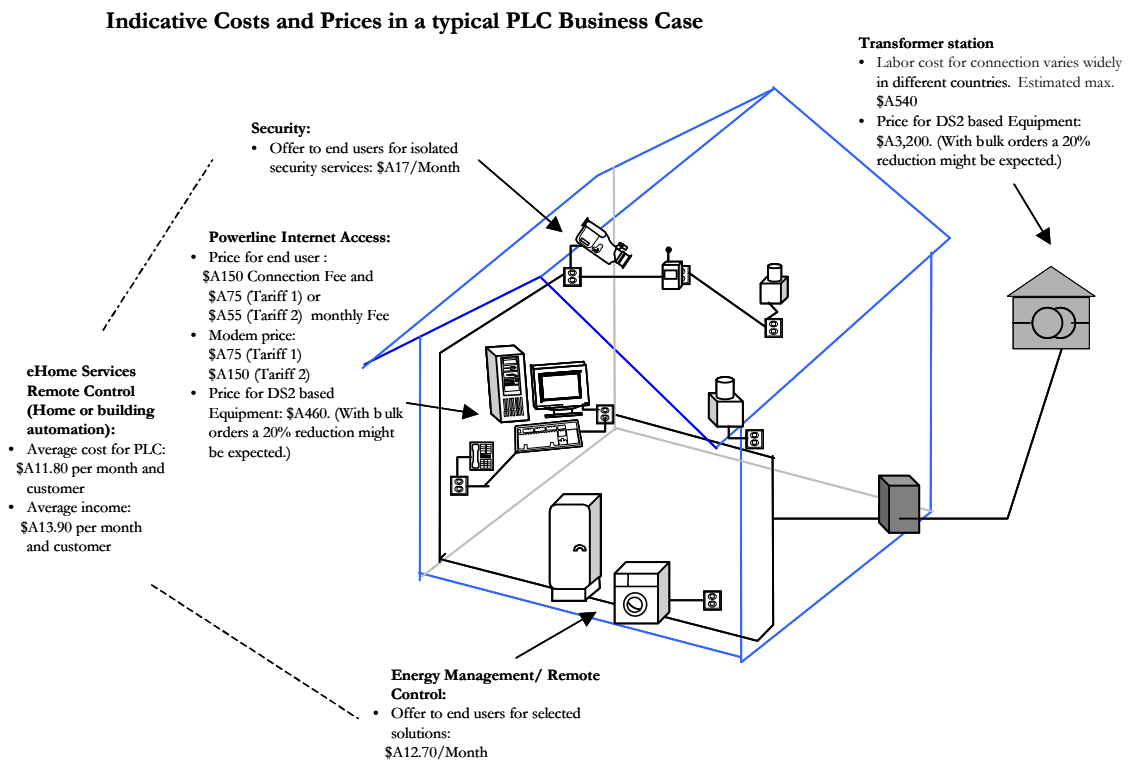 Indicative Costs and Prices in a typical PLC Business Case
Transformer station
• Labor cost for connection varies widely
in different countries. Estimated max.
$A540
• Price for DS2 based Equipment:
$A3,200. (With bulk orders a 20%
reduction might be expected.)
Security:
• Offer to end users for isolated
security services: $A17/Month
Powerline Internet Access:
• Price for end user :
$A150 Connection Fee and
$A75 (Tariff 1) or
$A55 (Tariff 2) monthly Fee
• Modem price:
$A75 (Tariff 1)
$A150 (Tariff 2)
• Price for DS2 based
Equipment: $A460. (With bulk
orders a 20% reduction might
be expected.)
eHome Services
Remote Control
(Home or building
automation):
• Average cost for PLC:
$A11.80 per month and
customer
• Average income:
$A13.90 per month
and customer
Energy Management/ Remote
Control:
• Offer to end users for selected
solutions:
$A12.70/Month